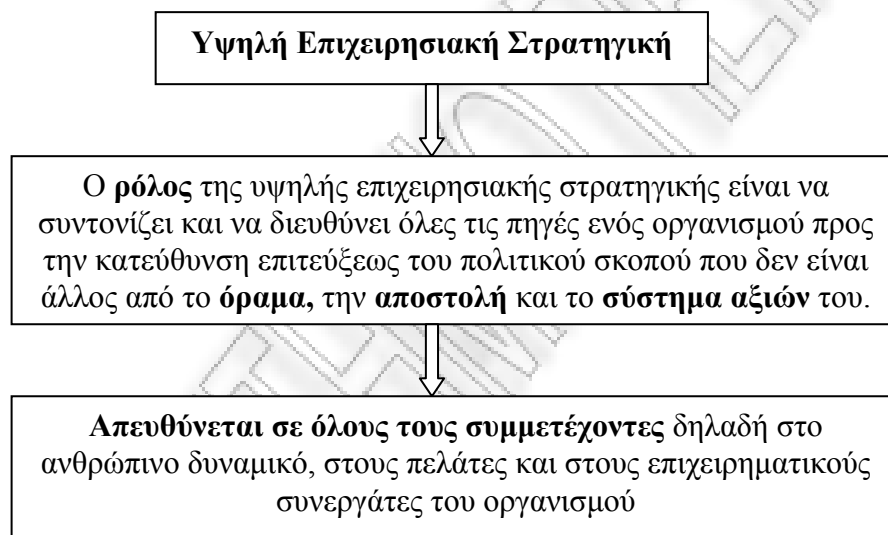 Υψηλή Επιχειρησιακή Στρατηγική
Ο ρόλος της υψηλής επιχειρησιακής στρατηγικής είναι να
συντονίζει και να διευθύνει όλες τις πηγές ενός οργανισμού προς
την κατεύθυνση επιτεύξεως του πολιτικού σκοπού που δεν είναι
άλλος από το όραμα, την αποστολή και το σύστημα αξιών του.
Απευθύνεται σε όλους τους συμμετέχοντες δηλαδή στο
ανθρώπινο δυναμικό, στους πελάτες και στους επιχειρηματικούς
συνεργάτες του οργανισμού